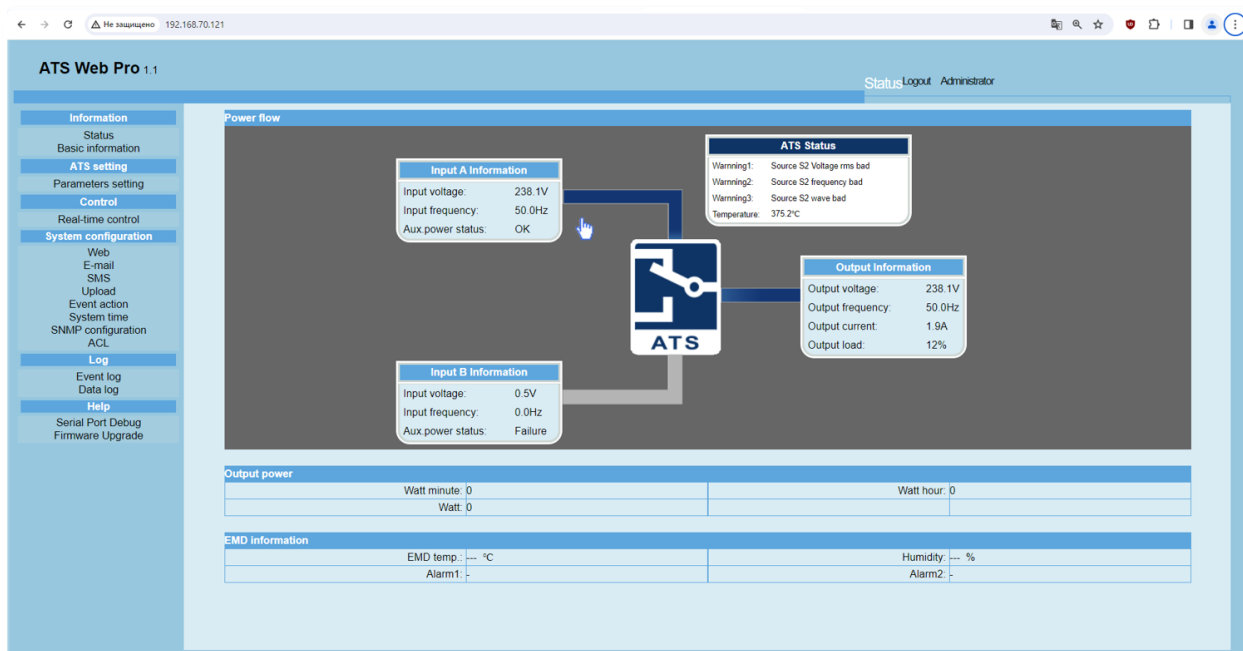 Не защищено 192.168.70.121
ATS Web Pro 1.1
Status Logout Administrator
Information
Status
Basic information
ATS setting
Parameters setting
Control
Real-time control
System configuration
Web
E-mail
SMS
Upload
Event action
System time
SNMP configuration
ACL
Log
Event log
Data log
Help
Serial Port Debug
Firmware Upgrade
Power flow
Input A Information
Input voltage: 238.1V
Input frequency: 50.0Hz
Aux.power status: OK
ATS Status
Warnning1: Source S2 Voltage rms bad
Warnning2: Source S2 frequency bad
Warnning3: Source S2 wave bad
Temperature: 375.2°C
ATS
Output Information
Output voltage: 238.1V
Output frequency: 50.0Hz
Output current: 1.9A
Output load: 12%
Input B Information
Input voltage: 0.5V
Input frequency: 0.0Hz
Aux.power status: Failure
Output power
Watt minute: 0 Watt hour: 0
Watt: 0
EMD information
EMD temp.: --- °C Humidity: --- %
Alarm1: - Alarm2: -